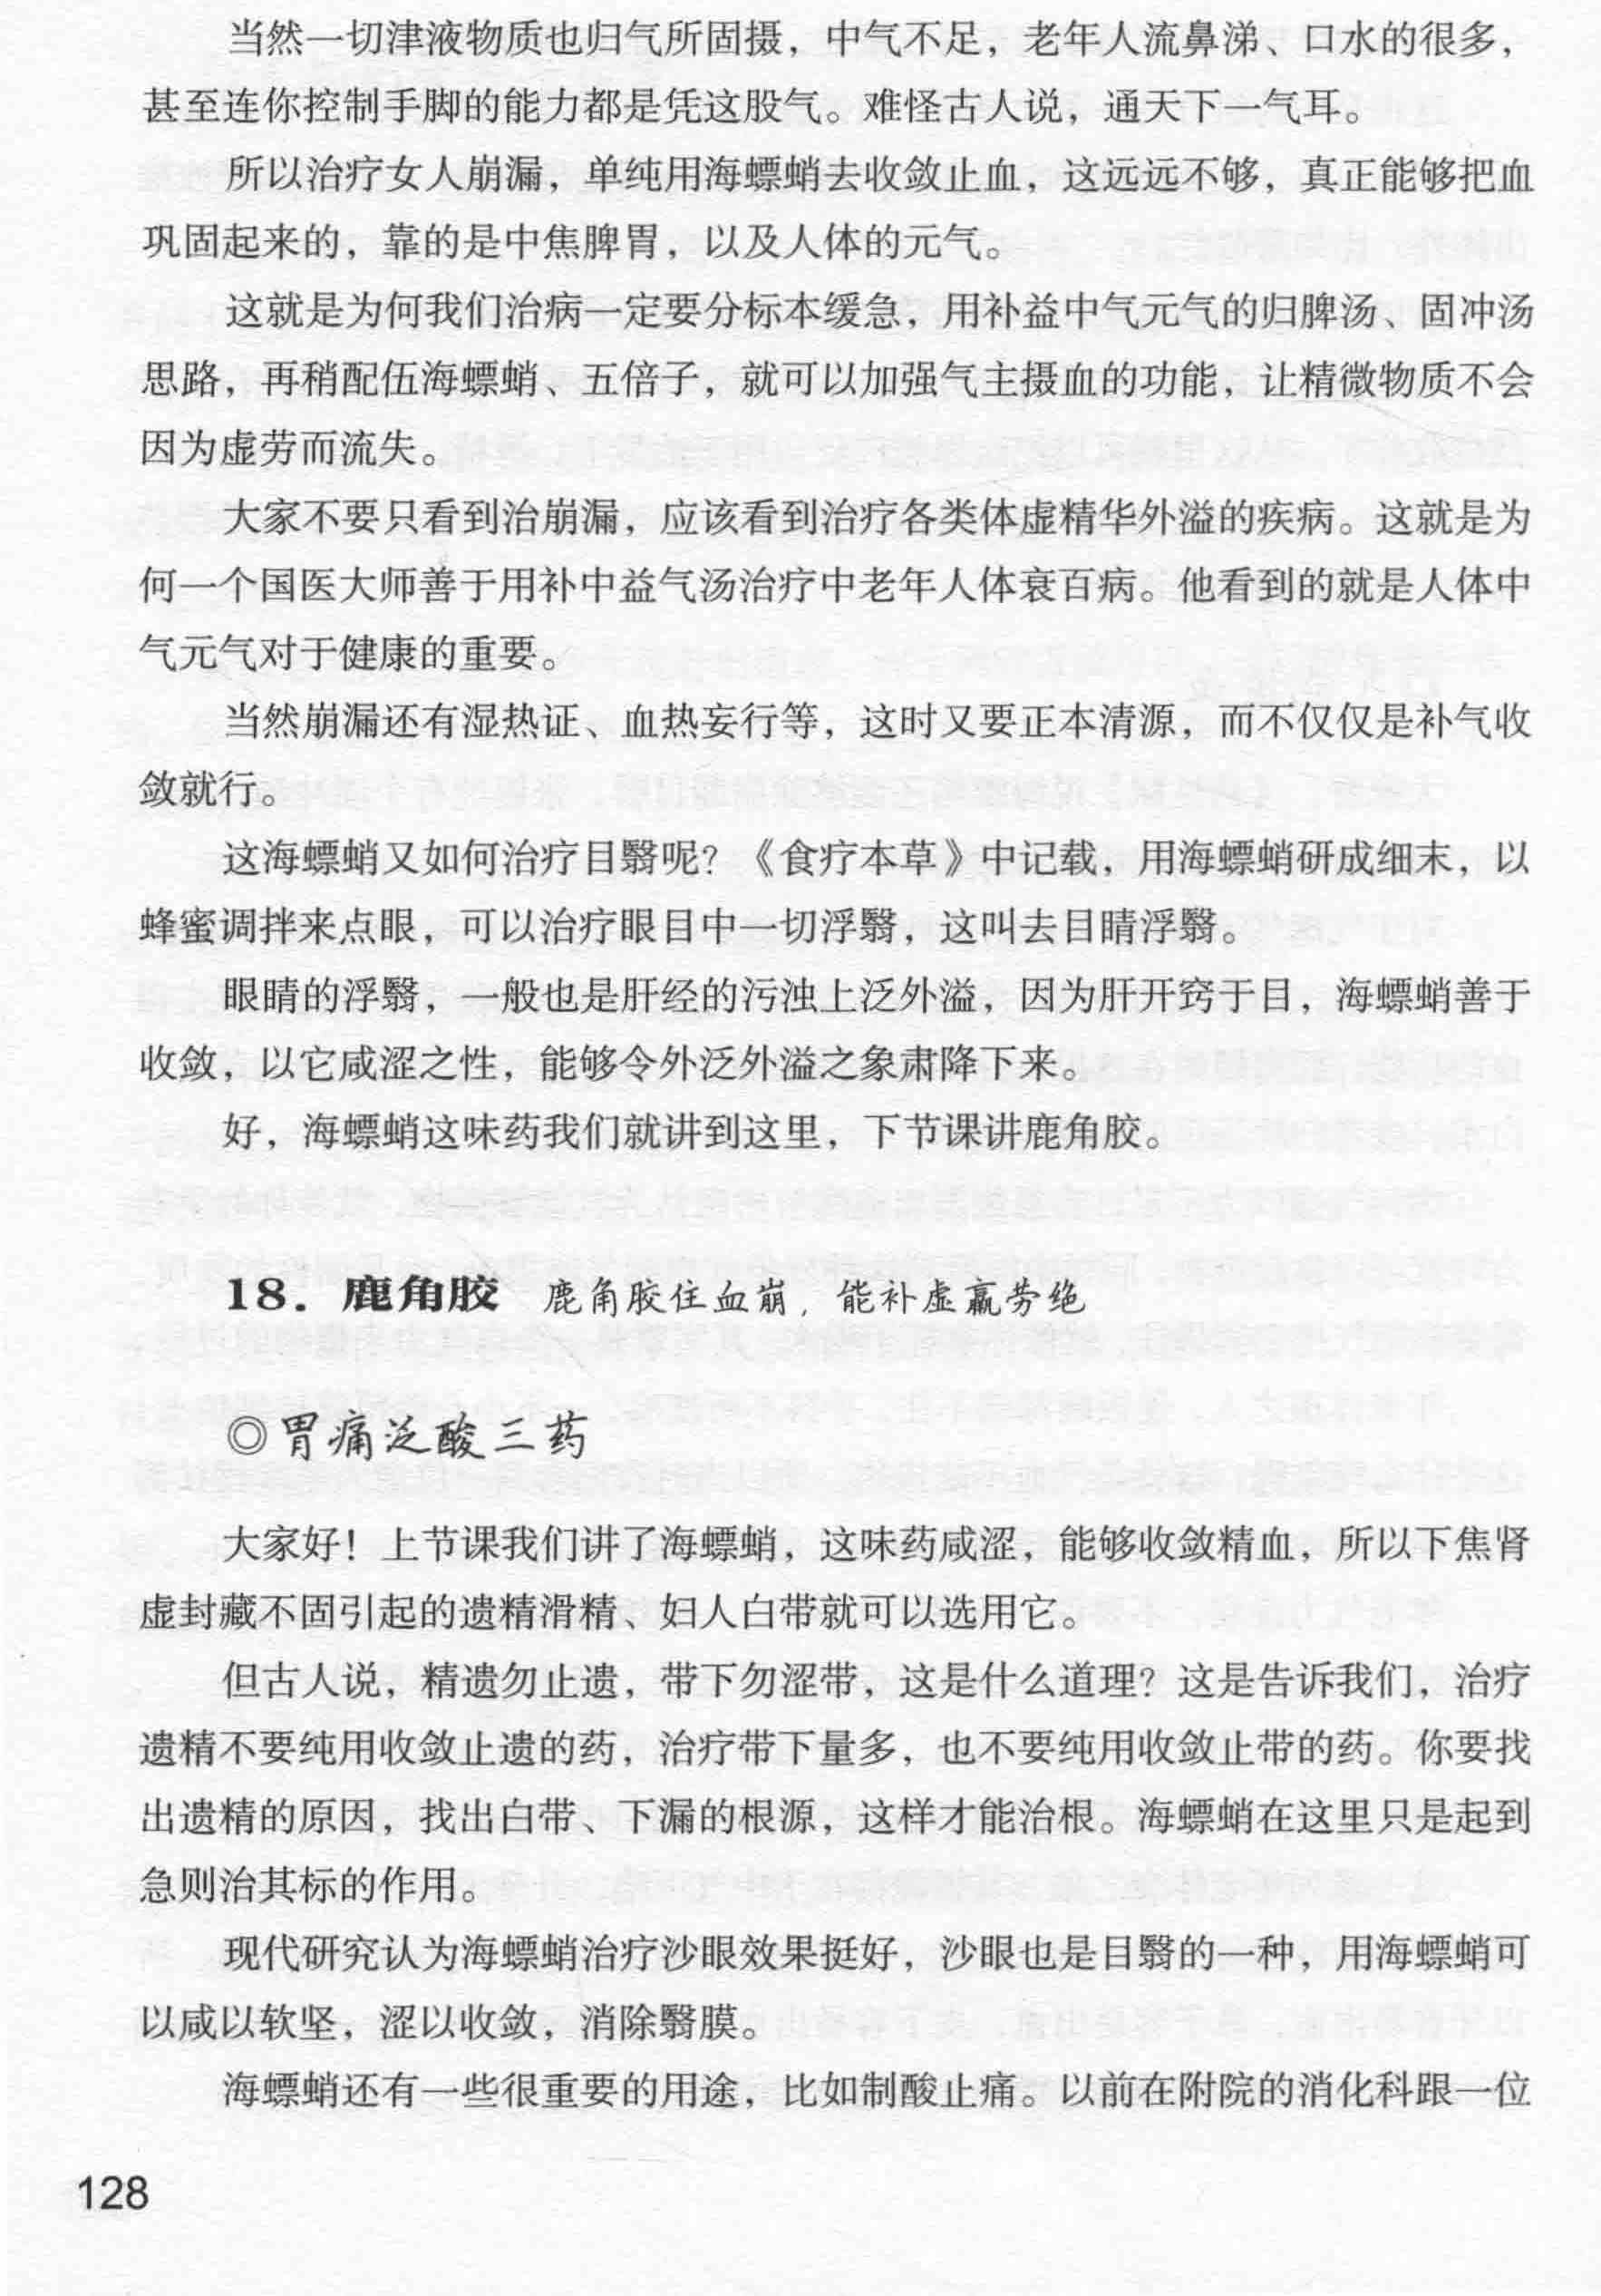 当然一切津液物质也归气所固摄，中气不足，老年人流鼻涕、口水的很多，
甚至连你控制手脚的能力都是凭这股气。难怪古人说，通天下一气耳。
所以治疗女人崩漏，单纯用海螵蛸去收敛止血，这远远不够，真正能够把血
巩固起来的，靠的是中焦脾胃，以及人体的元气。
这就是为何我们治病一定要分标本缓急，用补益中气元气的归脾汤、固冲汤
思路，再稍配伍海螵蛸、五倍子，就可以加强气主摄血的功能，让精微物质不会
因为虚劳而流失。
大家不要只看到治崩漏，应该看到治疗各类体虚精华外溢的疾病。这就是为
何一个国医大师善于用补中益气汤治疗中老年人体衰百病。他看到的就是人体中
气元气对于健康的重要。
当然崩漏还有湿热证、血热妄行等，这时又要正本清源，而不仅仅是补气收
敛就行。
这海螵蛸又如何治疗目翳呢？《食疗本草》中记载，用海螵蛸研成细末，以
蜂蜜调拌来点眼，可以治疗眼目中一切浮翳，这叫去目睛浮翳。
眼睛的浮翳，一般也是肝经的污浊上泛外溢，因为肝开窍于目，海螵蛸善于
收敛，以它咸涩之性，能够令外泛外溢之象肃降下来。
好，海螵蛸这味药我们就讲到这里，下节课讲鹿角胶。
18. 鹿角胶 鹿角胶住血崩，能补虚羸劳绝
◎胃痛泛酸三药
大家好！上节课我们讲了海螵蛸，这味药咸涩，能够收敛精血，所以下焦肾
虚封藏不固引起的遗精滑精、妇人白带就可以选用它。
但古人说，精遗勿止遗，带下勿涩带，这是什么道理？这是告诉我们，治疗
遗精不要纯用收敛止遗的药，治疗带下量多，也不要纯用收敛止带的药。你要找
出遗精的原因，找出白带、下漏的根源，这样才能治根。海螵蛸在这里只是起到
急则治其标的作用。
现代研究认为海螵蛸治疗沙眼效果挺好，沙眼也是目翳的一种，用海螵蛸可
以咸以软坚，涩以收敛，消除翳膜。
海螵蛸还有一些很重要的用途，比如制酸止痛。以前在附院的消化科跟一位
128